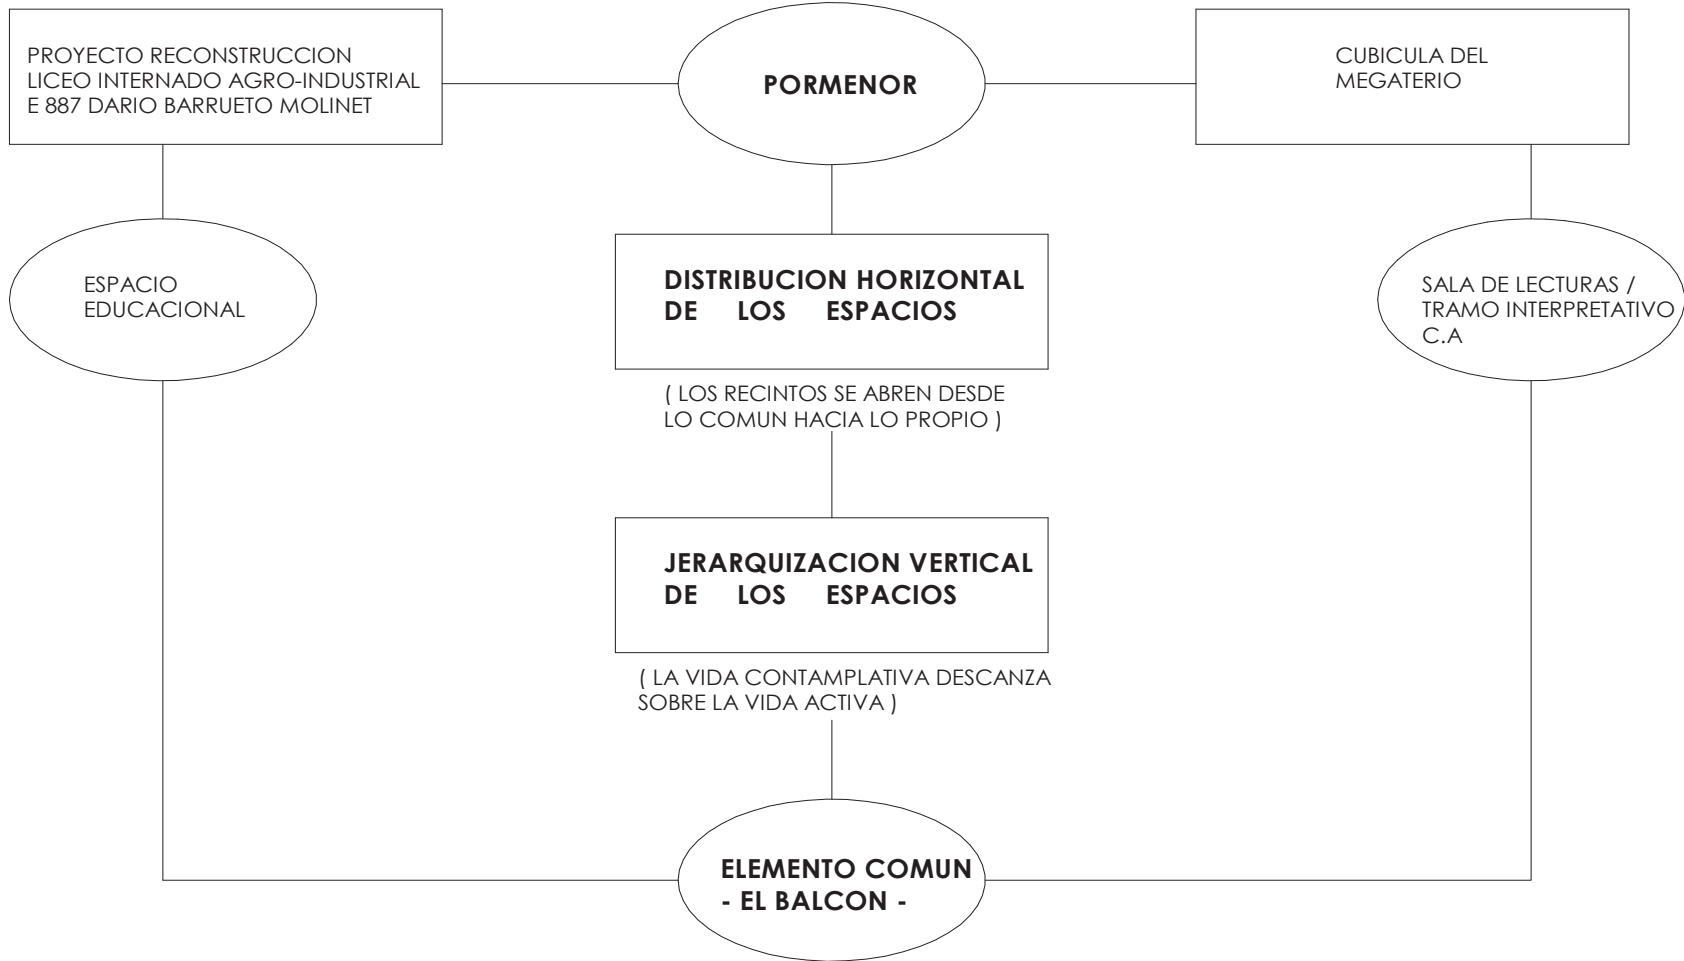 PROYECTO RECONSTRUCCION
LICEO INTERNADO AGRO-INDUSTRIAL
E 887 DARIO BARRUETO MOLINET
PORMENOR
CUBICULA DEL
MEGATERIO
ESPACIO
EDUCACIONAL
DISTRIBUCION HORIZONTAL
DE LOS ESPACIOS
SALA DE LECTURAS /
TRAMO INTERPRETATIVO
C.A
( LOS RECINTOS SE ABREN DESDE
LO COMUN HACIA LO PROPIO )
JERARQUIZACION VERTICAL
DE LOS ESPACIOS
( LA VIDA CONTAMPLATIVA DESCANZA
SOBRE LA VIDA ACTIVA )
ELEMENTO COMUN
- EL BALCON -